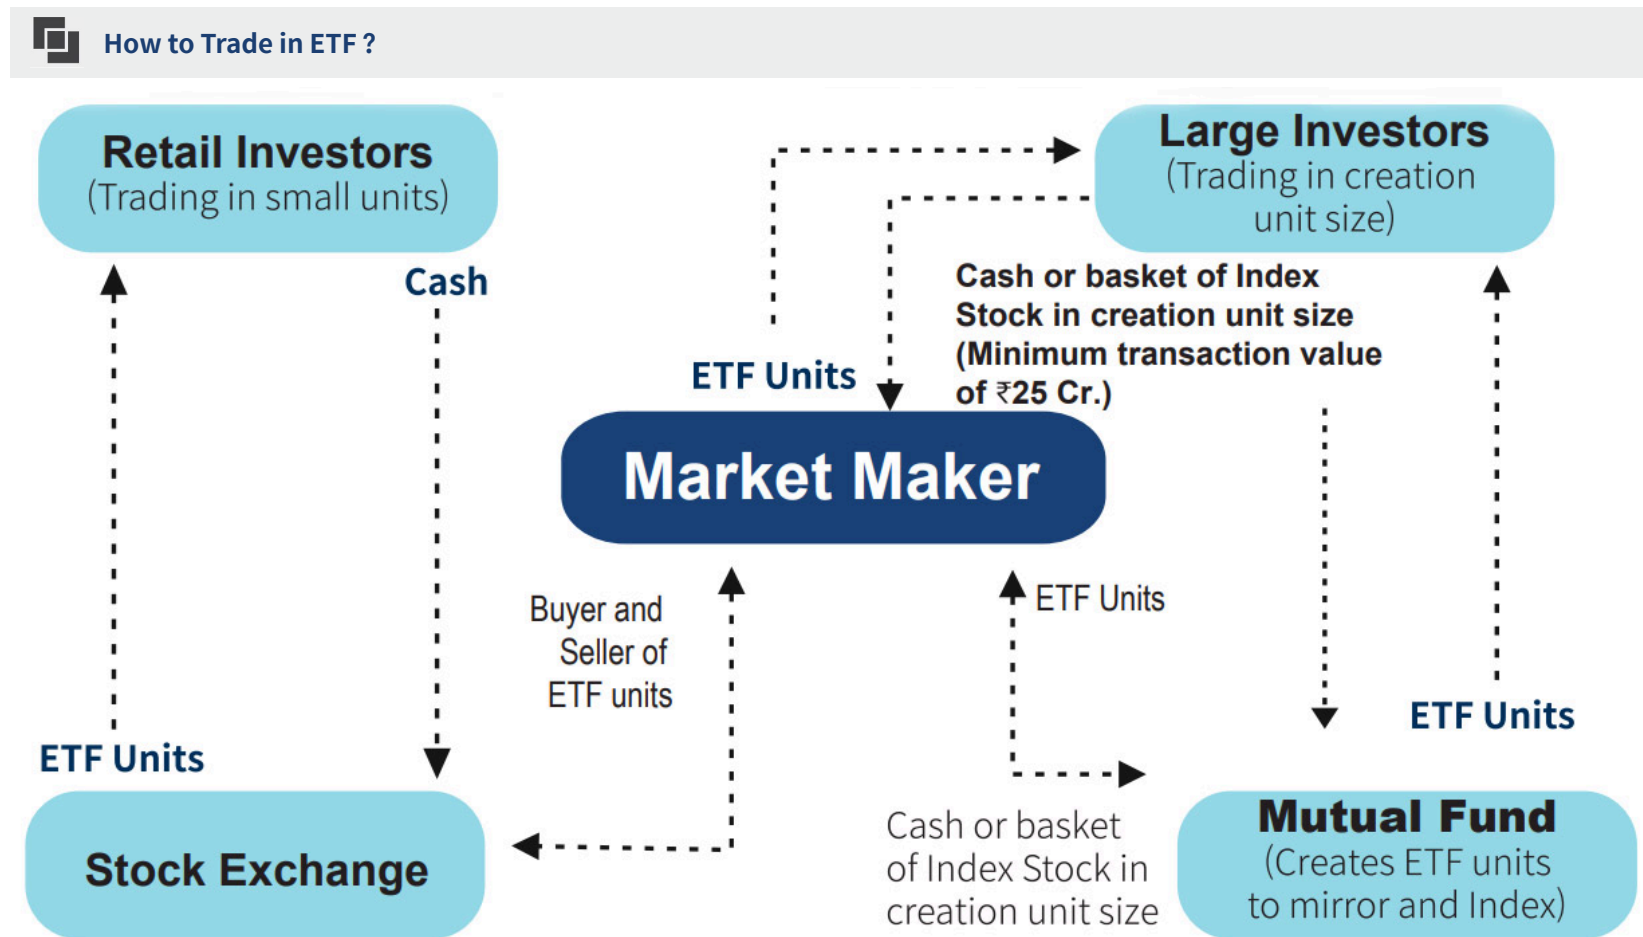 How to Trade in ETF ?
Retail Investors
(Trading in small units)
Large Investors
(Trading in creation
unit size)
Cash
Cash or basket of Index
Stock in creation unit size
(Minimum transaction value
of ₹25 Cr.)
ETF Units
Market Maker
Buyer and
Seller of
ETF units
ETF Units
ETF Units
ETF Units
Stock Exchange
Cash or basket
of Index Stock in
creation unit size
Mutual Fund
(Creates ETF units
to mirror and Index)